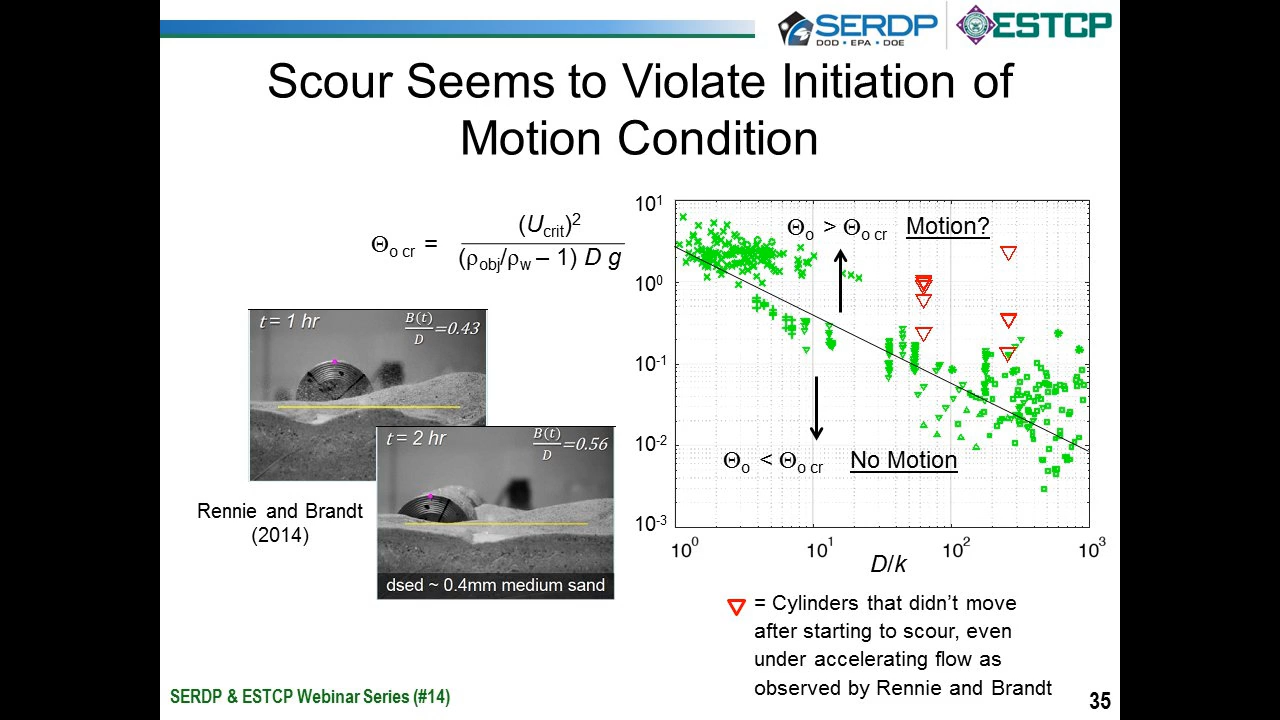 SERDP
DOD • EPA • DOE
ESTCP
Scour Seems to Violate Initiation of
Motion Condition
Θo cr = (Ucrit)² / (ρobj/ρw – 1) D g
t = 1 hr
B(t)/D =0.43
t = 2 hr
B(t)/D =0.56
dsed ~ 0.4mm medium sand
Rennie and Brandt
(2014)
10¹
10⁰
10⁻¹
10⁻²
10⁻³
Θo > Θo cr Motion?
Θo < Θo cr No Motion
10⁰ 10¹ 10² 10³
D/k
= Cylinders that didn’t move
after starting to scour, even
under accelerating flow as
observed by Rennie and Brandt
SERDP & ESTCP Webinar Series (#14)
35